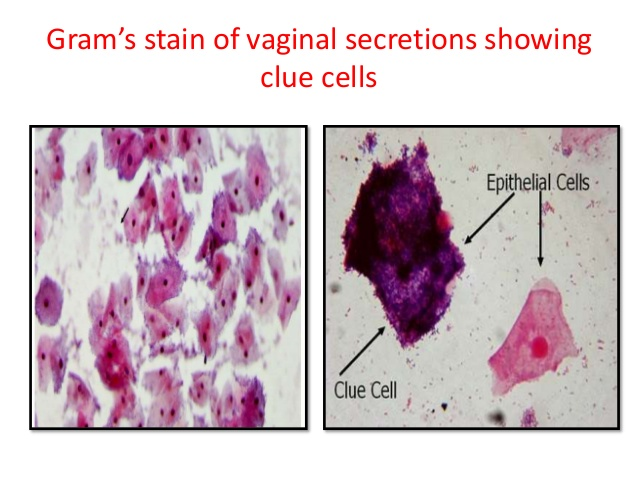 Gram’s stain of vaginal secretions showing
clue cells
Epithelial Cells
Clue Cell